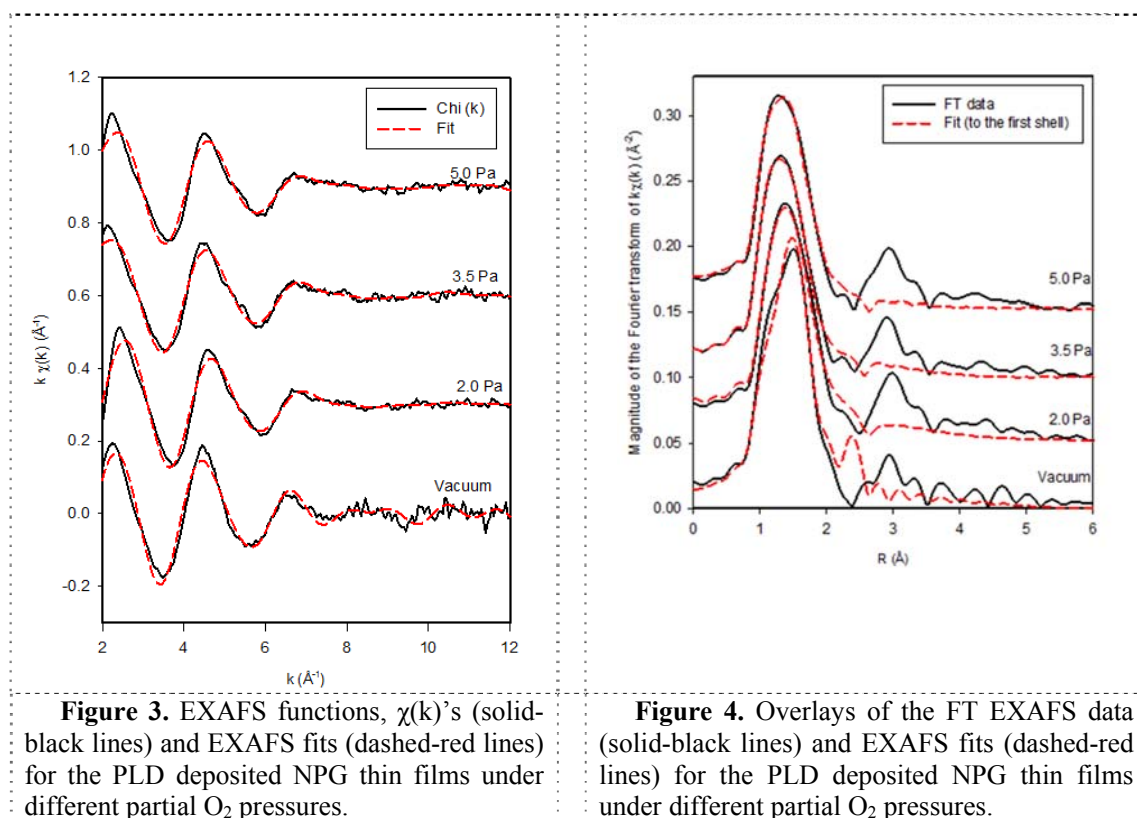 1.2
1.0
0.8
0.6
0.4
0.2
0.0
-0.2
k χ(k) (Å⁻¹)
Chi (k)
Fit
5.0 Pa
3.5 Pa
2.0 Pa
Vacuum
2 4 6 8 10 12
k (Å⁻¹)
Figure 3. EXAFS functions, χ(k)’s (solid-
black lines) and EXAFS fits (dashed-red lines)
for the PLD deposited NPG thin films under
different partial O₂ pressures.
0.30
0.25
0.20
0.15
0.10
0.05
0.00
Magnitude of the Fourier transform of kχ(k) (Å⁻²)
FT data
Fit (to the first shell)
5.0 Pa
3.5 Pa
2.0 Pa
Vacuum
0 1 2 3 4 5 6
R (Å)
Figure 4. Overlays of the FT EXAFS data
(solid-black lines) and EXAFS fits (dashed-red
lines) for the PLD deposited NPG thin films
under different partial O₂ pressures.